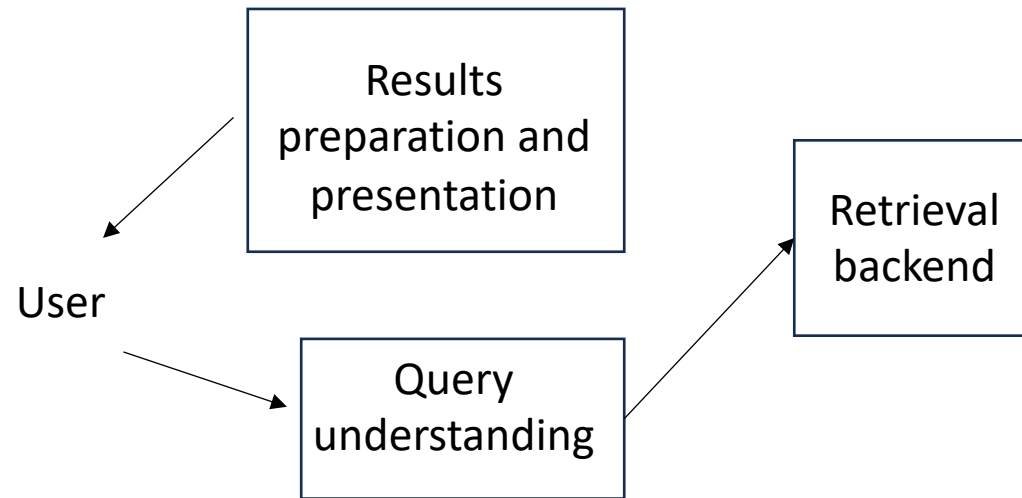 Results
preparation and
presentation
Retrieval
backend
User
Query
understanding